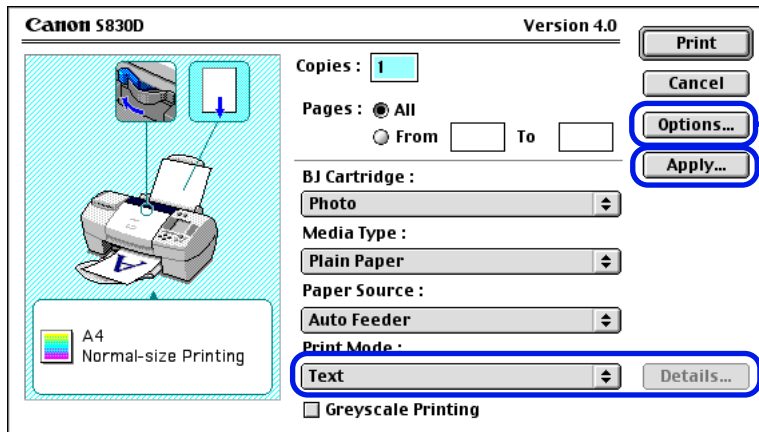 Canon S830D
Version 4.0
Copies : 1
Pages : All
From To
BJ Cartridge :
Photo
Media Type :
Plain Paper
Paper Source :
Auto Feeder
Print Mode :
Text
Details...
Greyscale Printing
Print
Cancel
Options...
Apply...
A
A4
Normal-size Printing